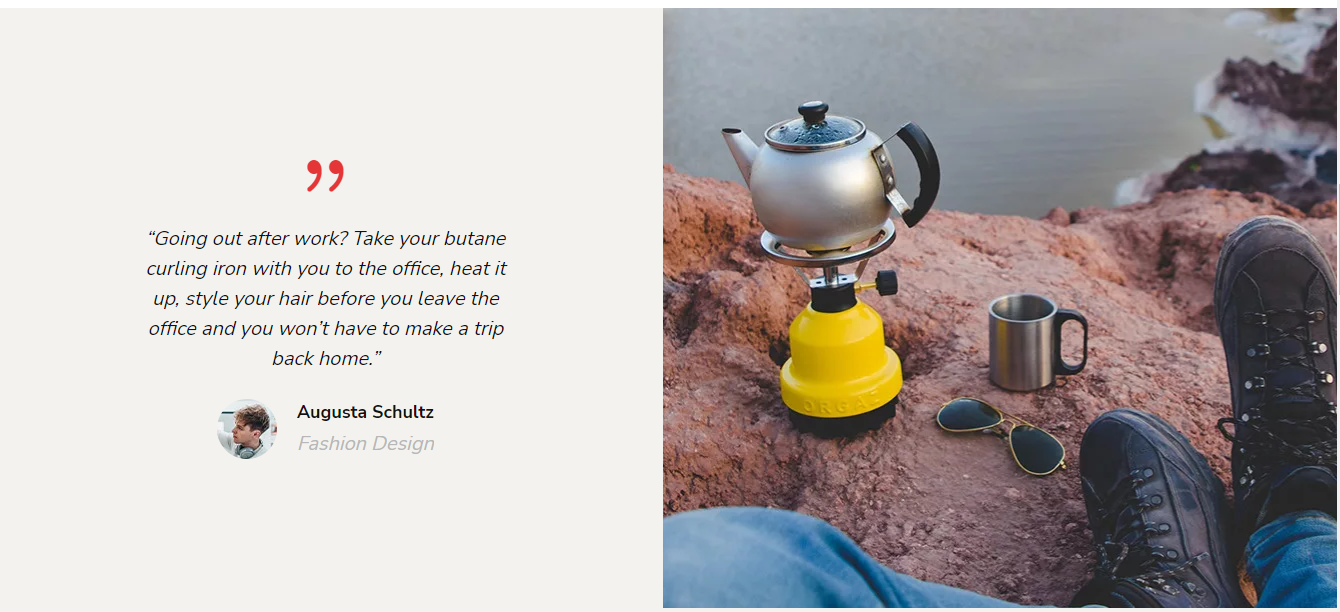 “Going out after work? Take your butane
curling iron with you to the office, heat it
up, style your hair before you leave the
office and you won’t have to make a trip
back home.”
Augusta Schultz
Fashion Design
ORGAZ